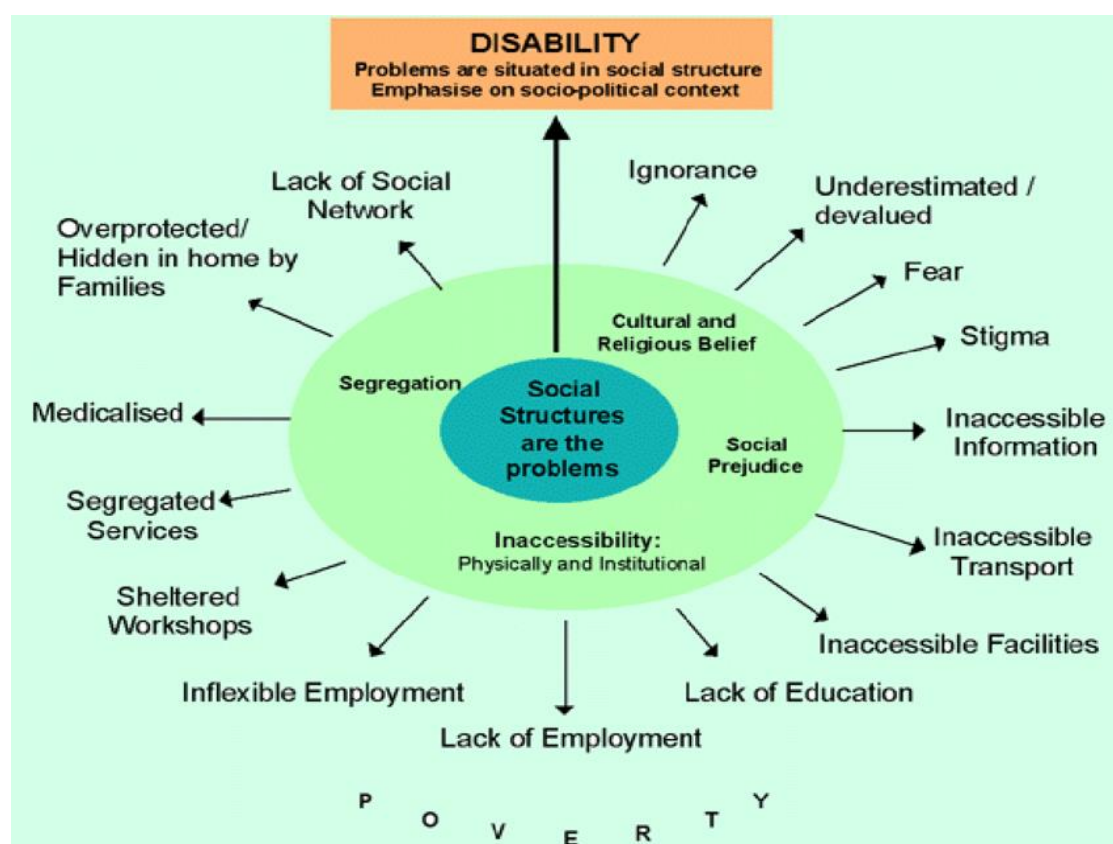 DISABILITY
Problems are situated in social structure
Emphasise on socio-political context
Lack of Social
Network
Ignorance
Underestimated /
devalued
Overprotected/
Hidden in home by
Families
Fear
Stigma
Cultural and
Religious Belief
Segregation
Social
Structures
are the
problems
Medicalised
Inaccessible
Information
Social
Prejudice
Segregated
Services
Inaccessibility:
Physically and Institutional
Inaccessible
Transport
Sheltered
Workshops
Inaccessible Facilities
Inflexible Employment
Lack of Education
Lack of Employment
P O V E R T Y